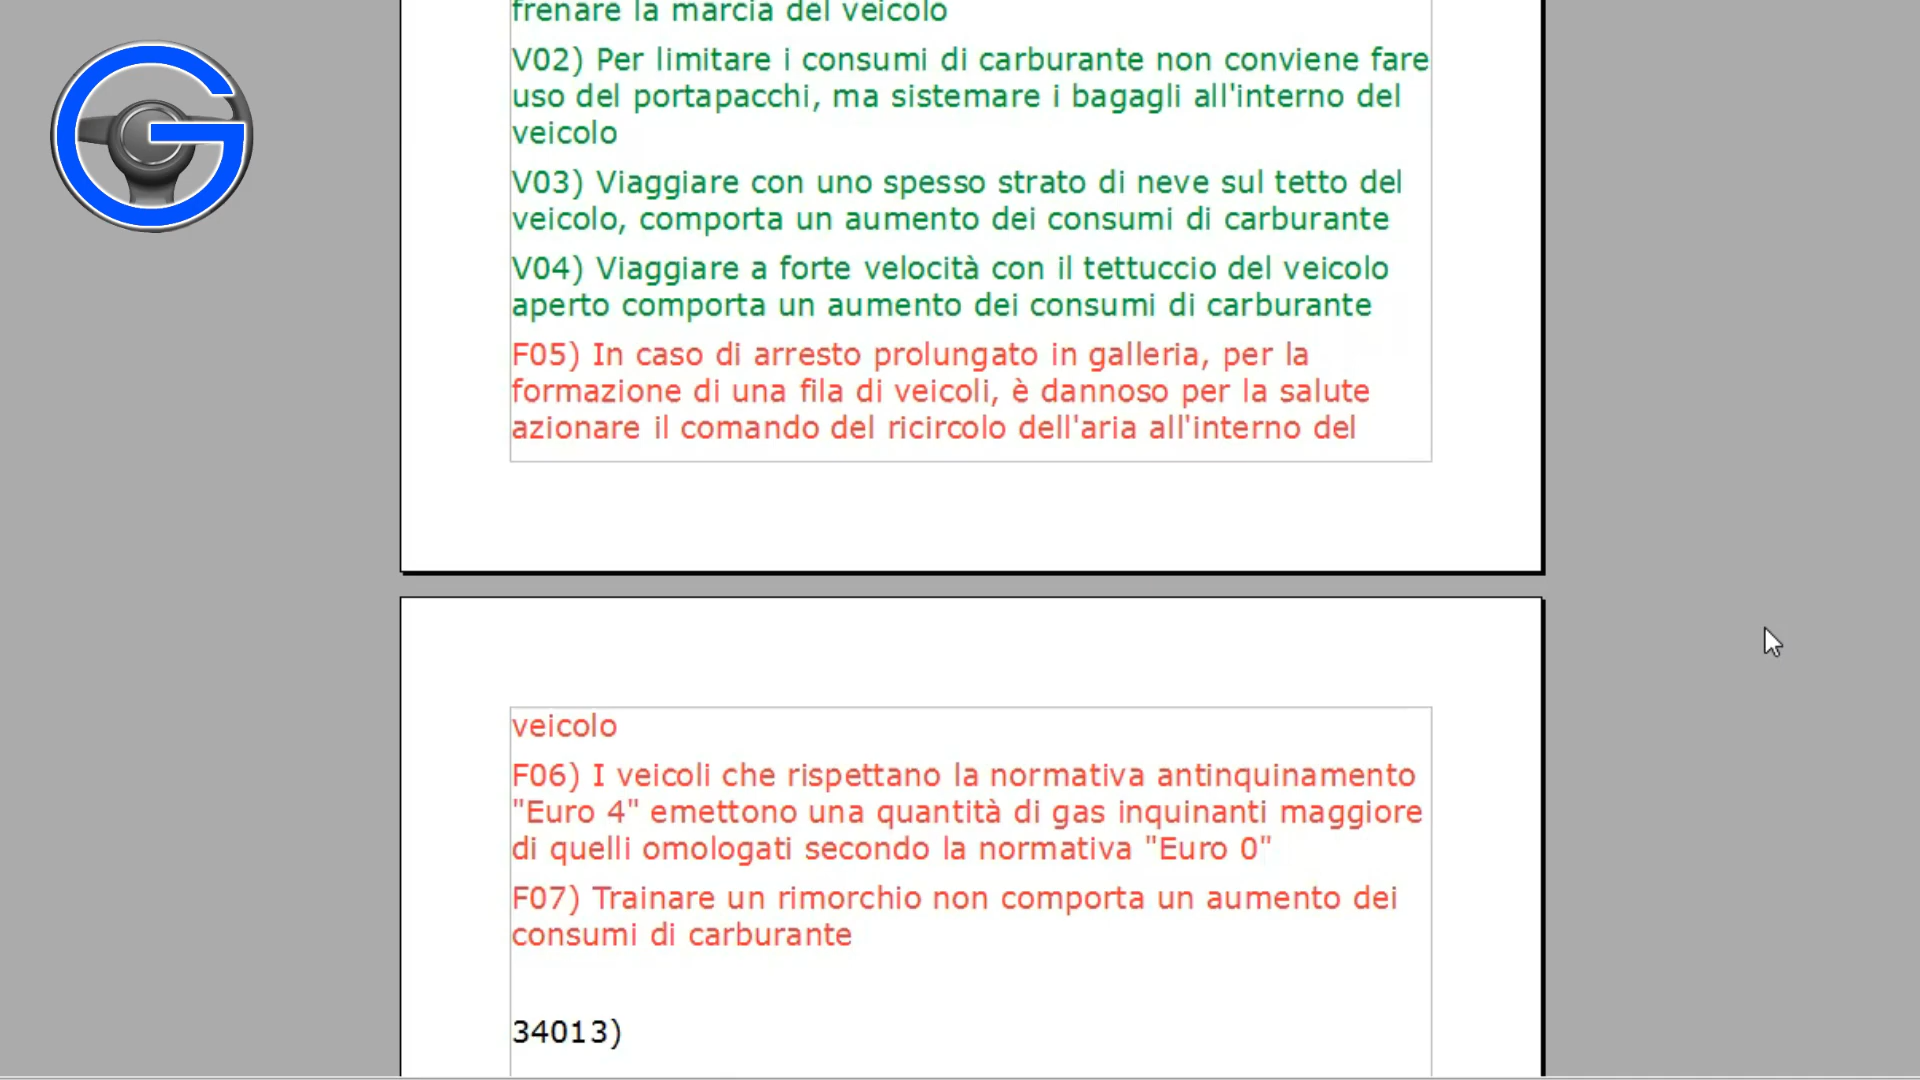 frenare la marcia del veicolo
V02) Per limitare i consumi di carburante non conviene fare
uso del portapacchi, ma sistemare i bagagli all'interno del
veicolo
V03) Viaggiare con uno spesso strato di neve sul tetto del
veicolo, comporta un aumento dei consumi di carburante
V04) Viaggiare a forte velocità con il tettuccio del veicolo
aperto comporta un aumento dei consumi di carburante
F05) In caso di arresto prolungato in galleria, per la
formazione di una fila di veicoli, è dannoso per la salute
azionare il comando del ricircolo dell'aria all'interno del
veicolo
F06) I veicoli che rispettano la normativa antinquinamento
"Euro 4" emettono una quantità di gas inquinanti maggiore
di quelli omologati secondo la normativa "Euro 0"
F07) Trainare un rimorchio non comporta un aumento dei
consumi di carburante
34013)